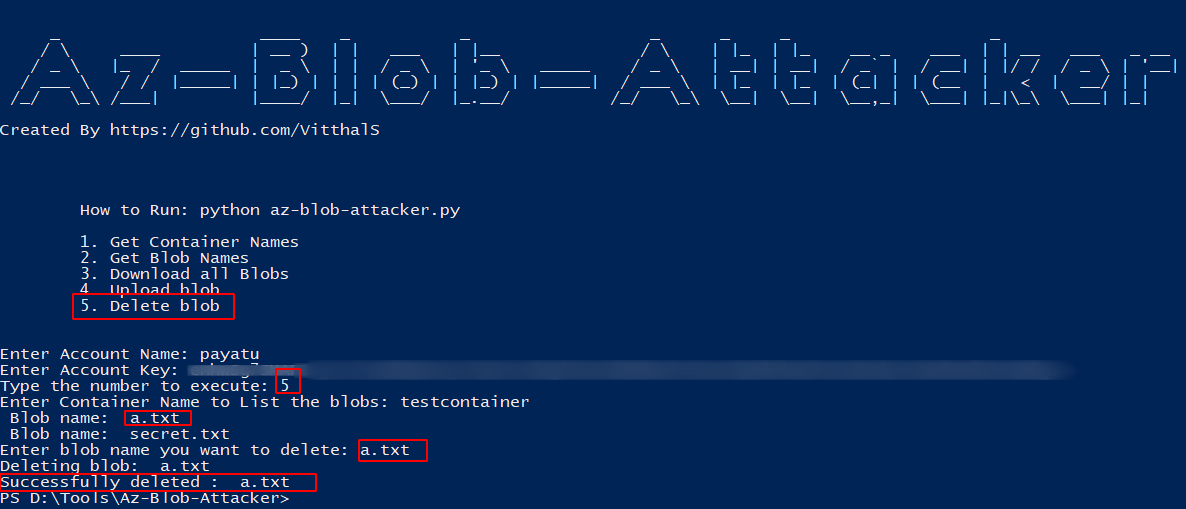 Az-Blob-Attacker
Created By https://github.com/VitthalS
How to Run: python az-blob-attacker.py
1. Get Container Names
2. Get Blob Names
3. Download all Blobs
4. Upload blob
5. Delete blob
Enter Account Name: payatu
Enter Account Key:
Type the number to execute: 5
Enter Container Name to List the blobs: testcontainer
Blob name:  a.txt
Blob name:  secret.txt
Enter blob name you want to delete: a.txt
Deleting blob:  a.txt
Successfully deleted :  a.txt
PS D:\Tools\Az-Blob-Attacker>